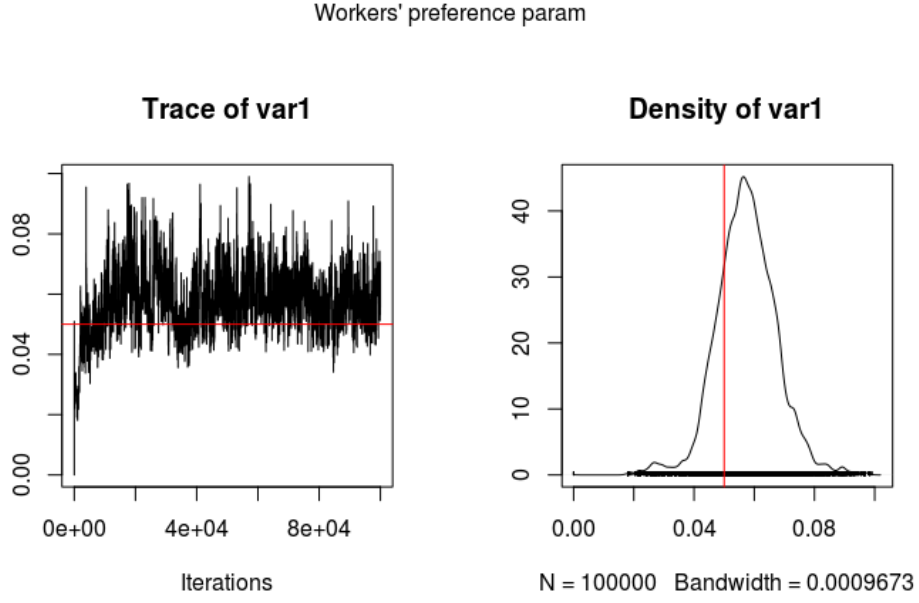 Workers' preference param
Trace of var1
0.00
0.04
0.08
0e+00
4e+04
8e+04
Iterations
Density of var1
0
10
20
30
40
0.00
0.04
0.08
N = 100000 Bandwidth = 0.0009673